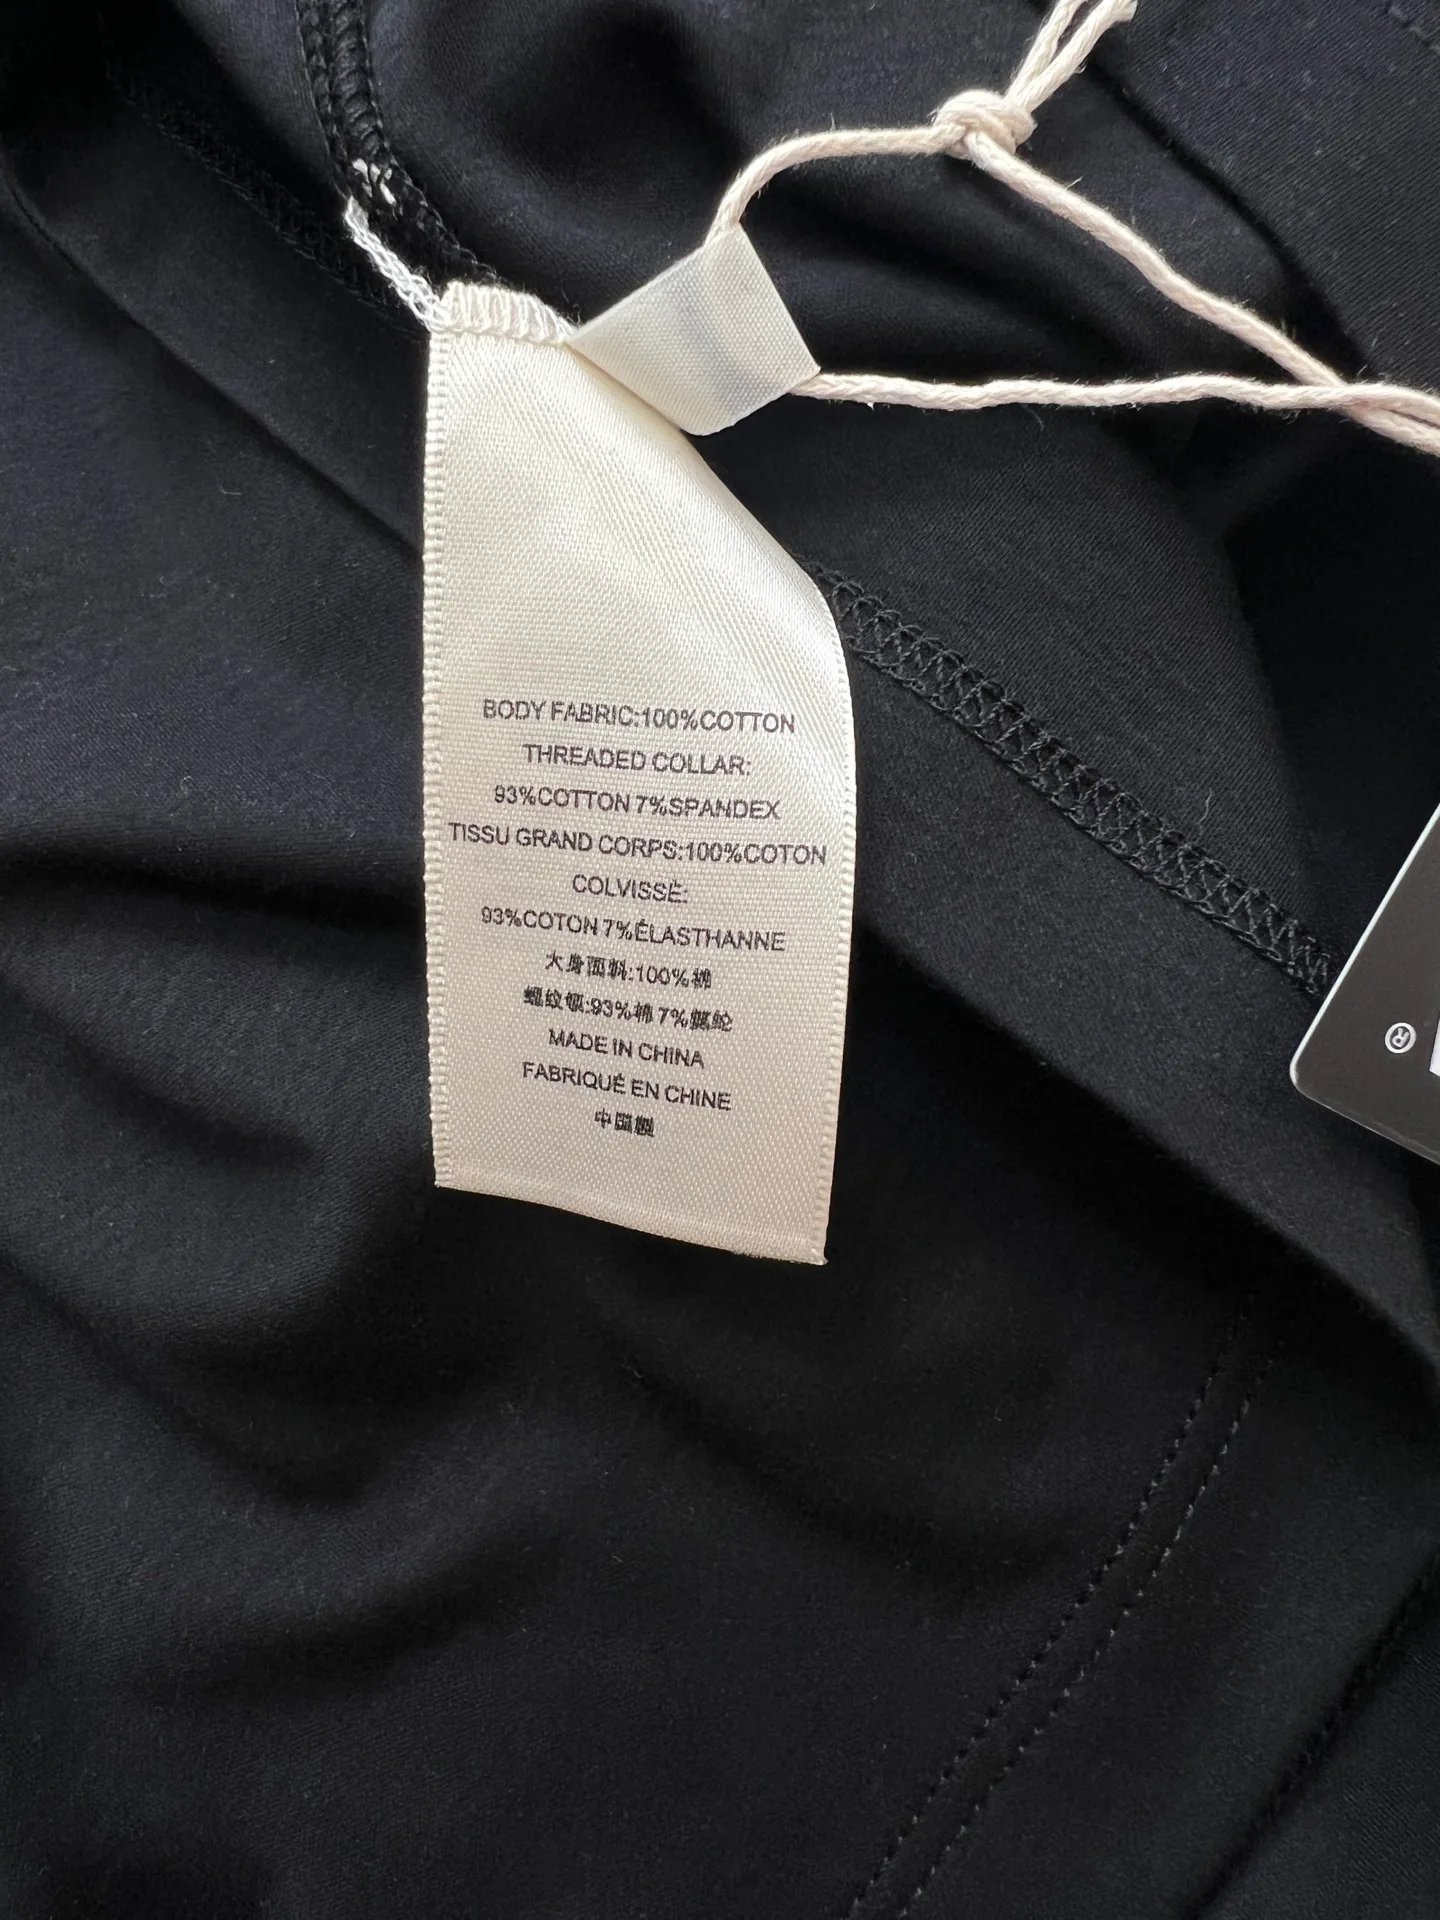 BODY FABRIC:100%COTTON
THREADED COLLAR:
93%COTTON 7%SPANDEX
TISSU GRAND CORPS:100%COTON
COLVISSÉ:
93%COTON 7%ÉLASTHANNE
大身面料:100%棉
螺纹领:93%棉 7%氨纶
MADE IN CHINA
FABRIQUÉ EN CHINE
中國製
®